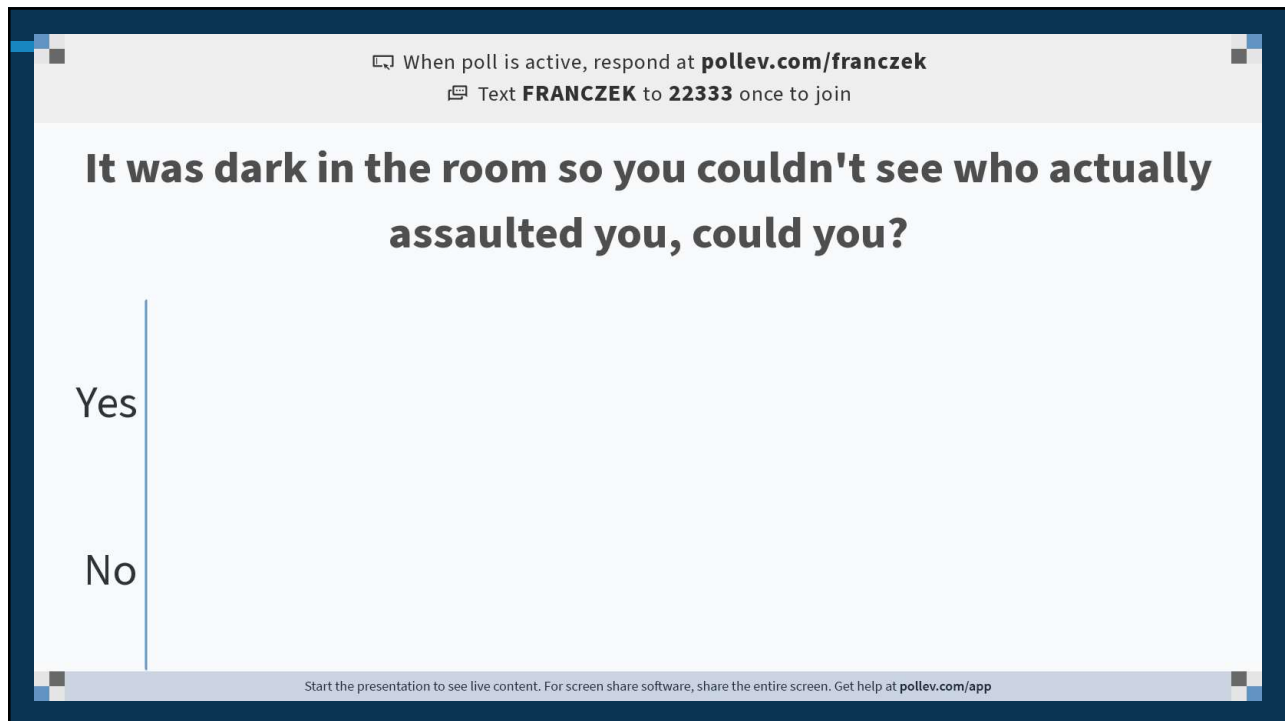 When poll is active, respond at pollev.com/franczek
Text FRANCZEK to 22333 once to join
It was dark in the room so you couldn't see who actually
assaulted you, could you?
Yes
No
Start the presentation to see live content. For screen share software, share the entire screen. Get help at pollev.com/app